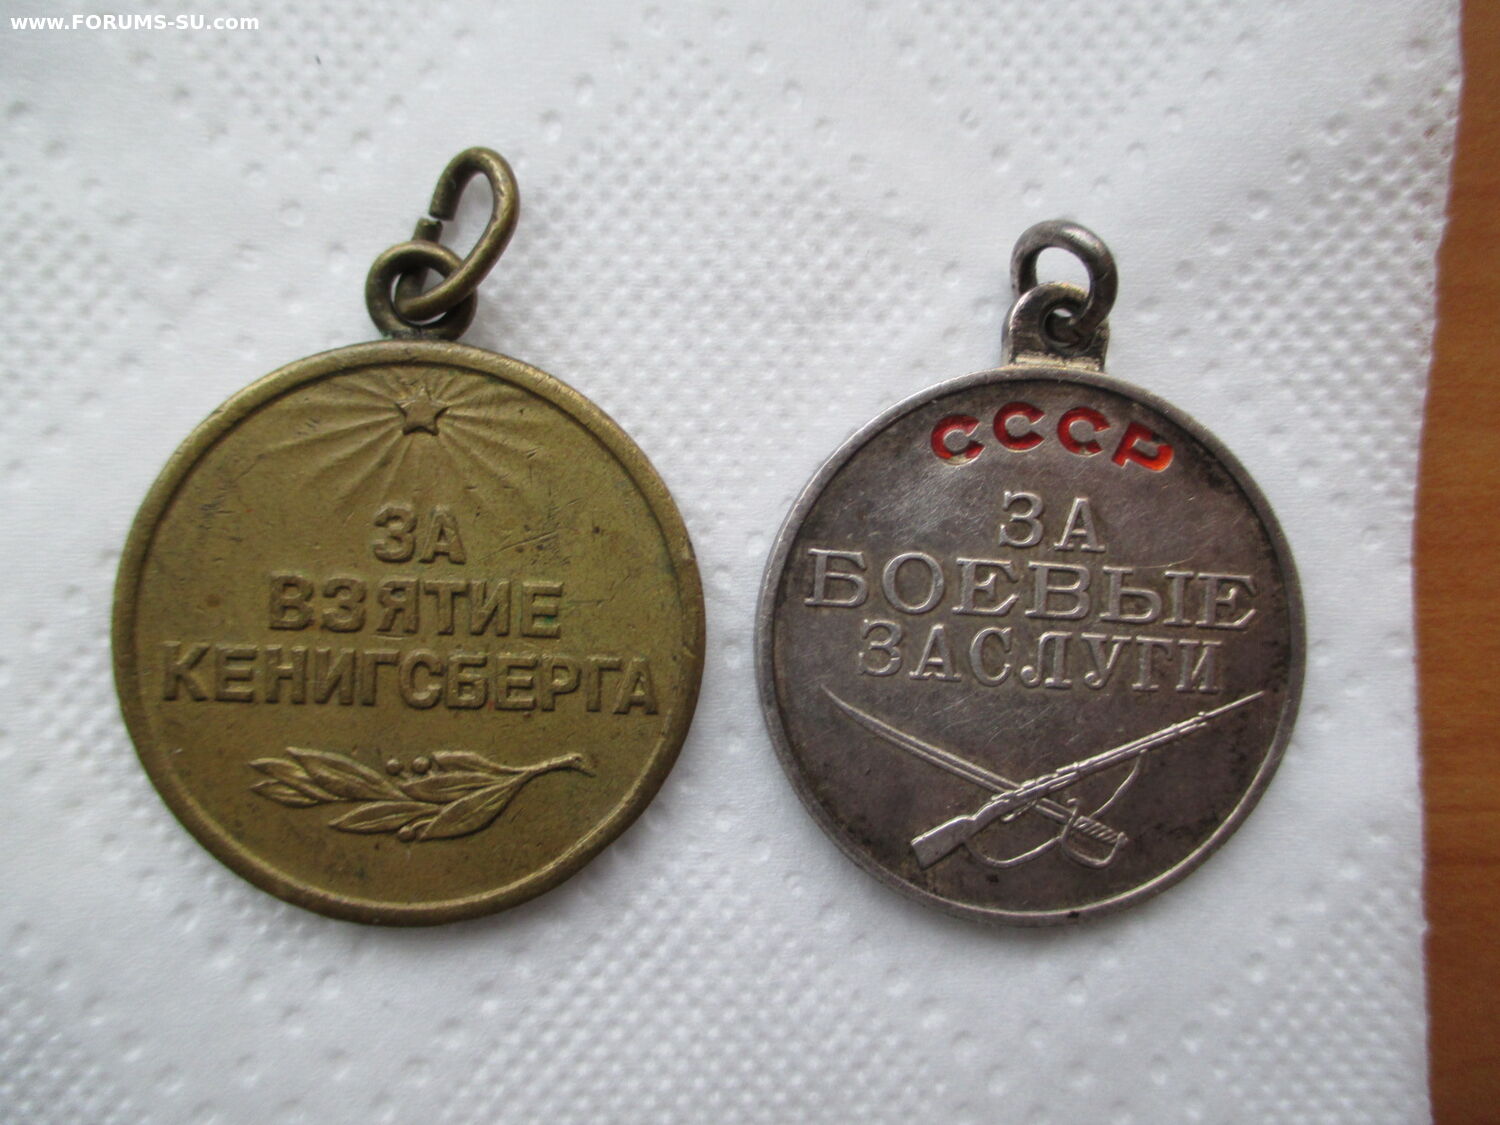 www.FORUMS-SU.com
ЗА
ВЗЯТИЕ
КЕНИГСБЕРГА
СССР
ЗА
БОЕВЫЕ
ЗАСЛУГИ